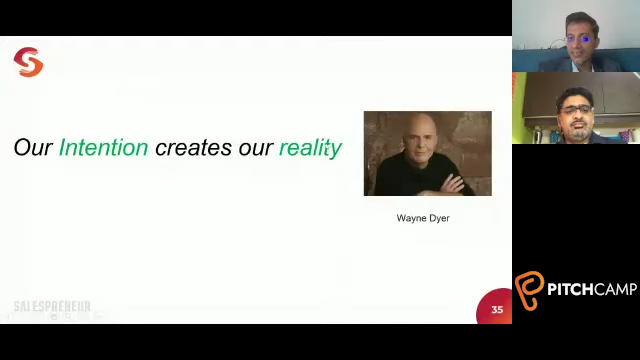 Our Intention creates our reality
Wayne Dyer
SALESPRENEUR
35
PITCHCAMP